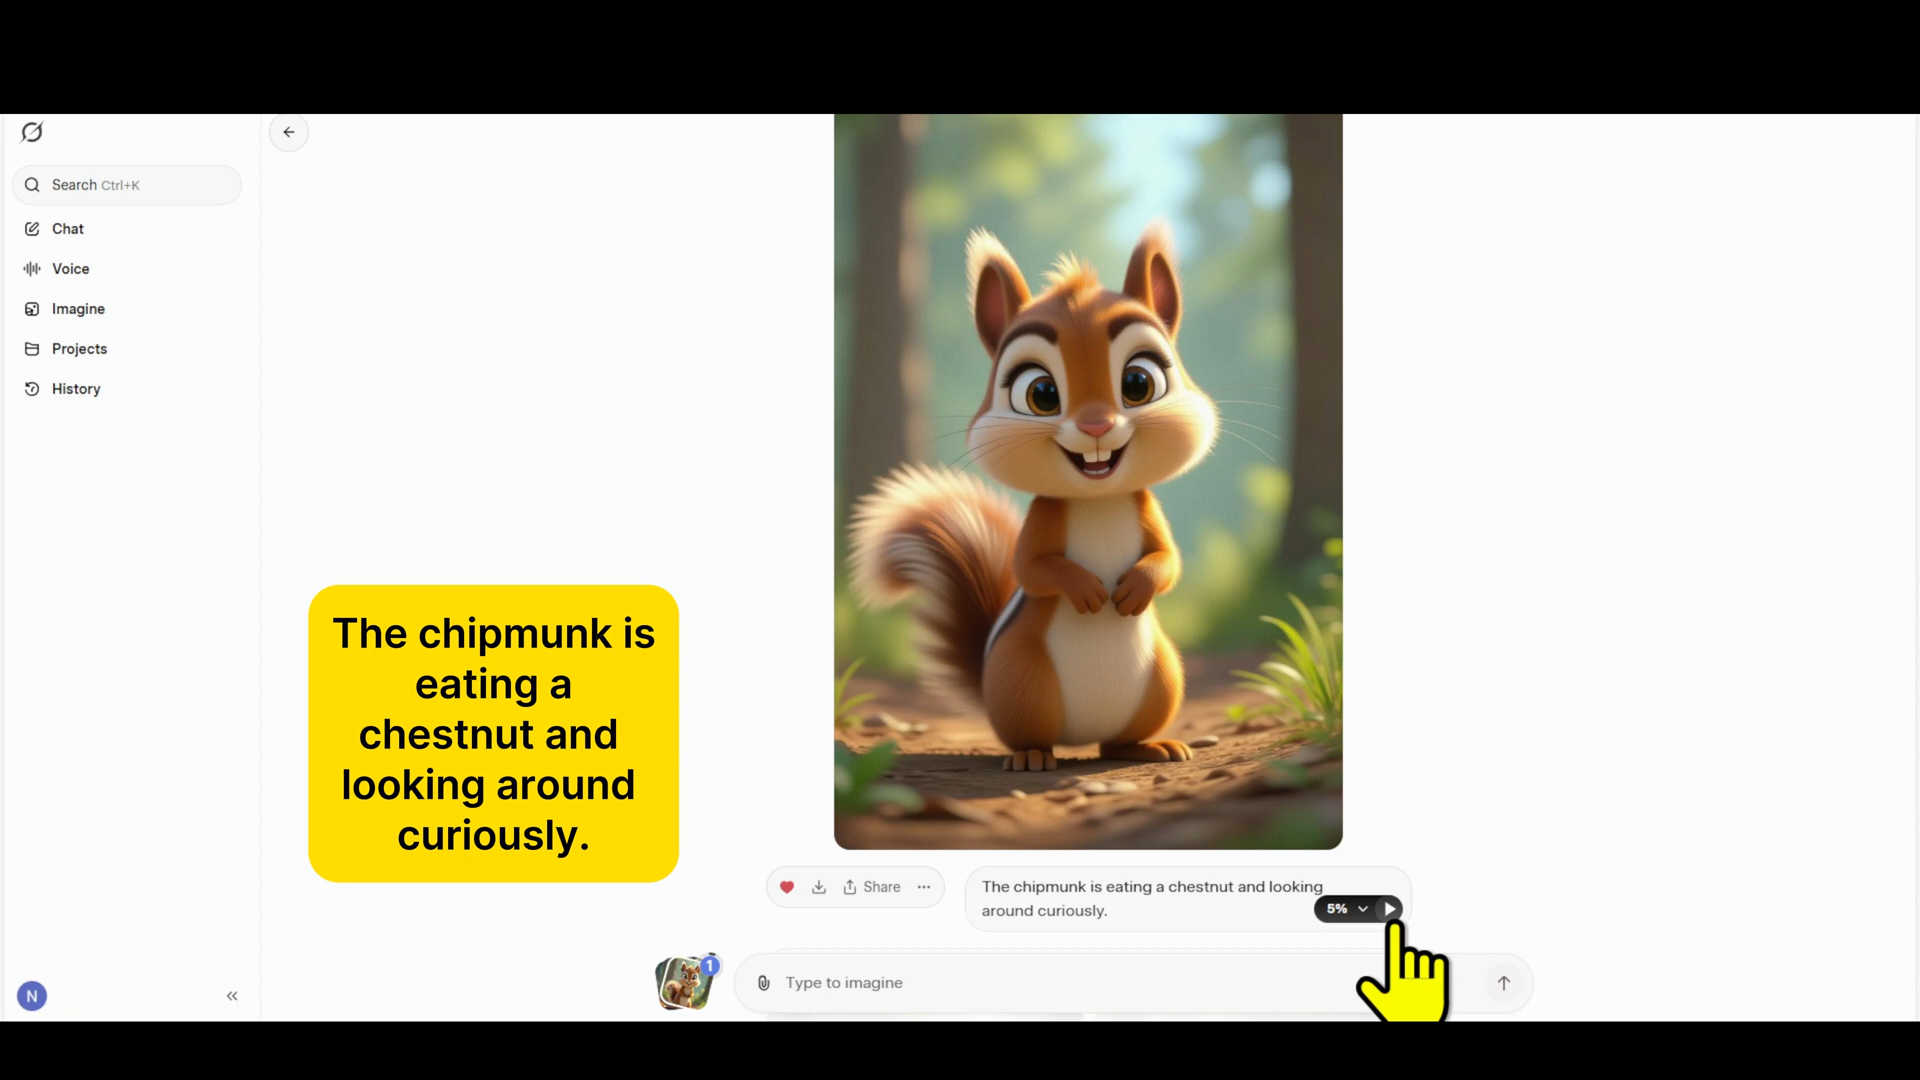 Search Ctrl+K
Chat
Voice
Imagine
Projects
History
The chipmunk is
eating a
chestnut and
looking around
curiously.
Share
The chipmunk is eating a chestnut and looking
around curiously.
5%
1
Type to imagine
N